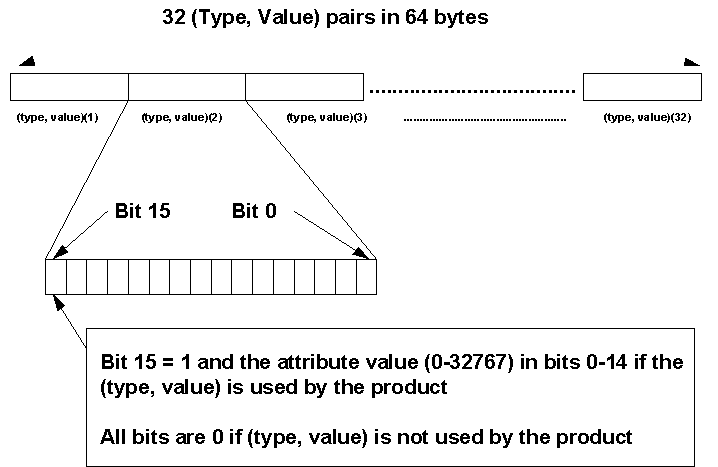 32 (Type, Value) pairs in 64 bytes
(type, value)(1) (type, value)(2) (type, value)(3) (type, value)(32)
Bit 15 Bit 0
Bit 15 = 1 and the attribute value (0-32767) in bits 0-14 if the
(type, value) is used by the product
All bits are 0 if (type, value) is not used by the product